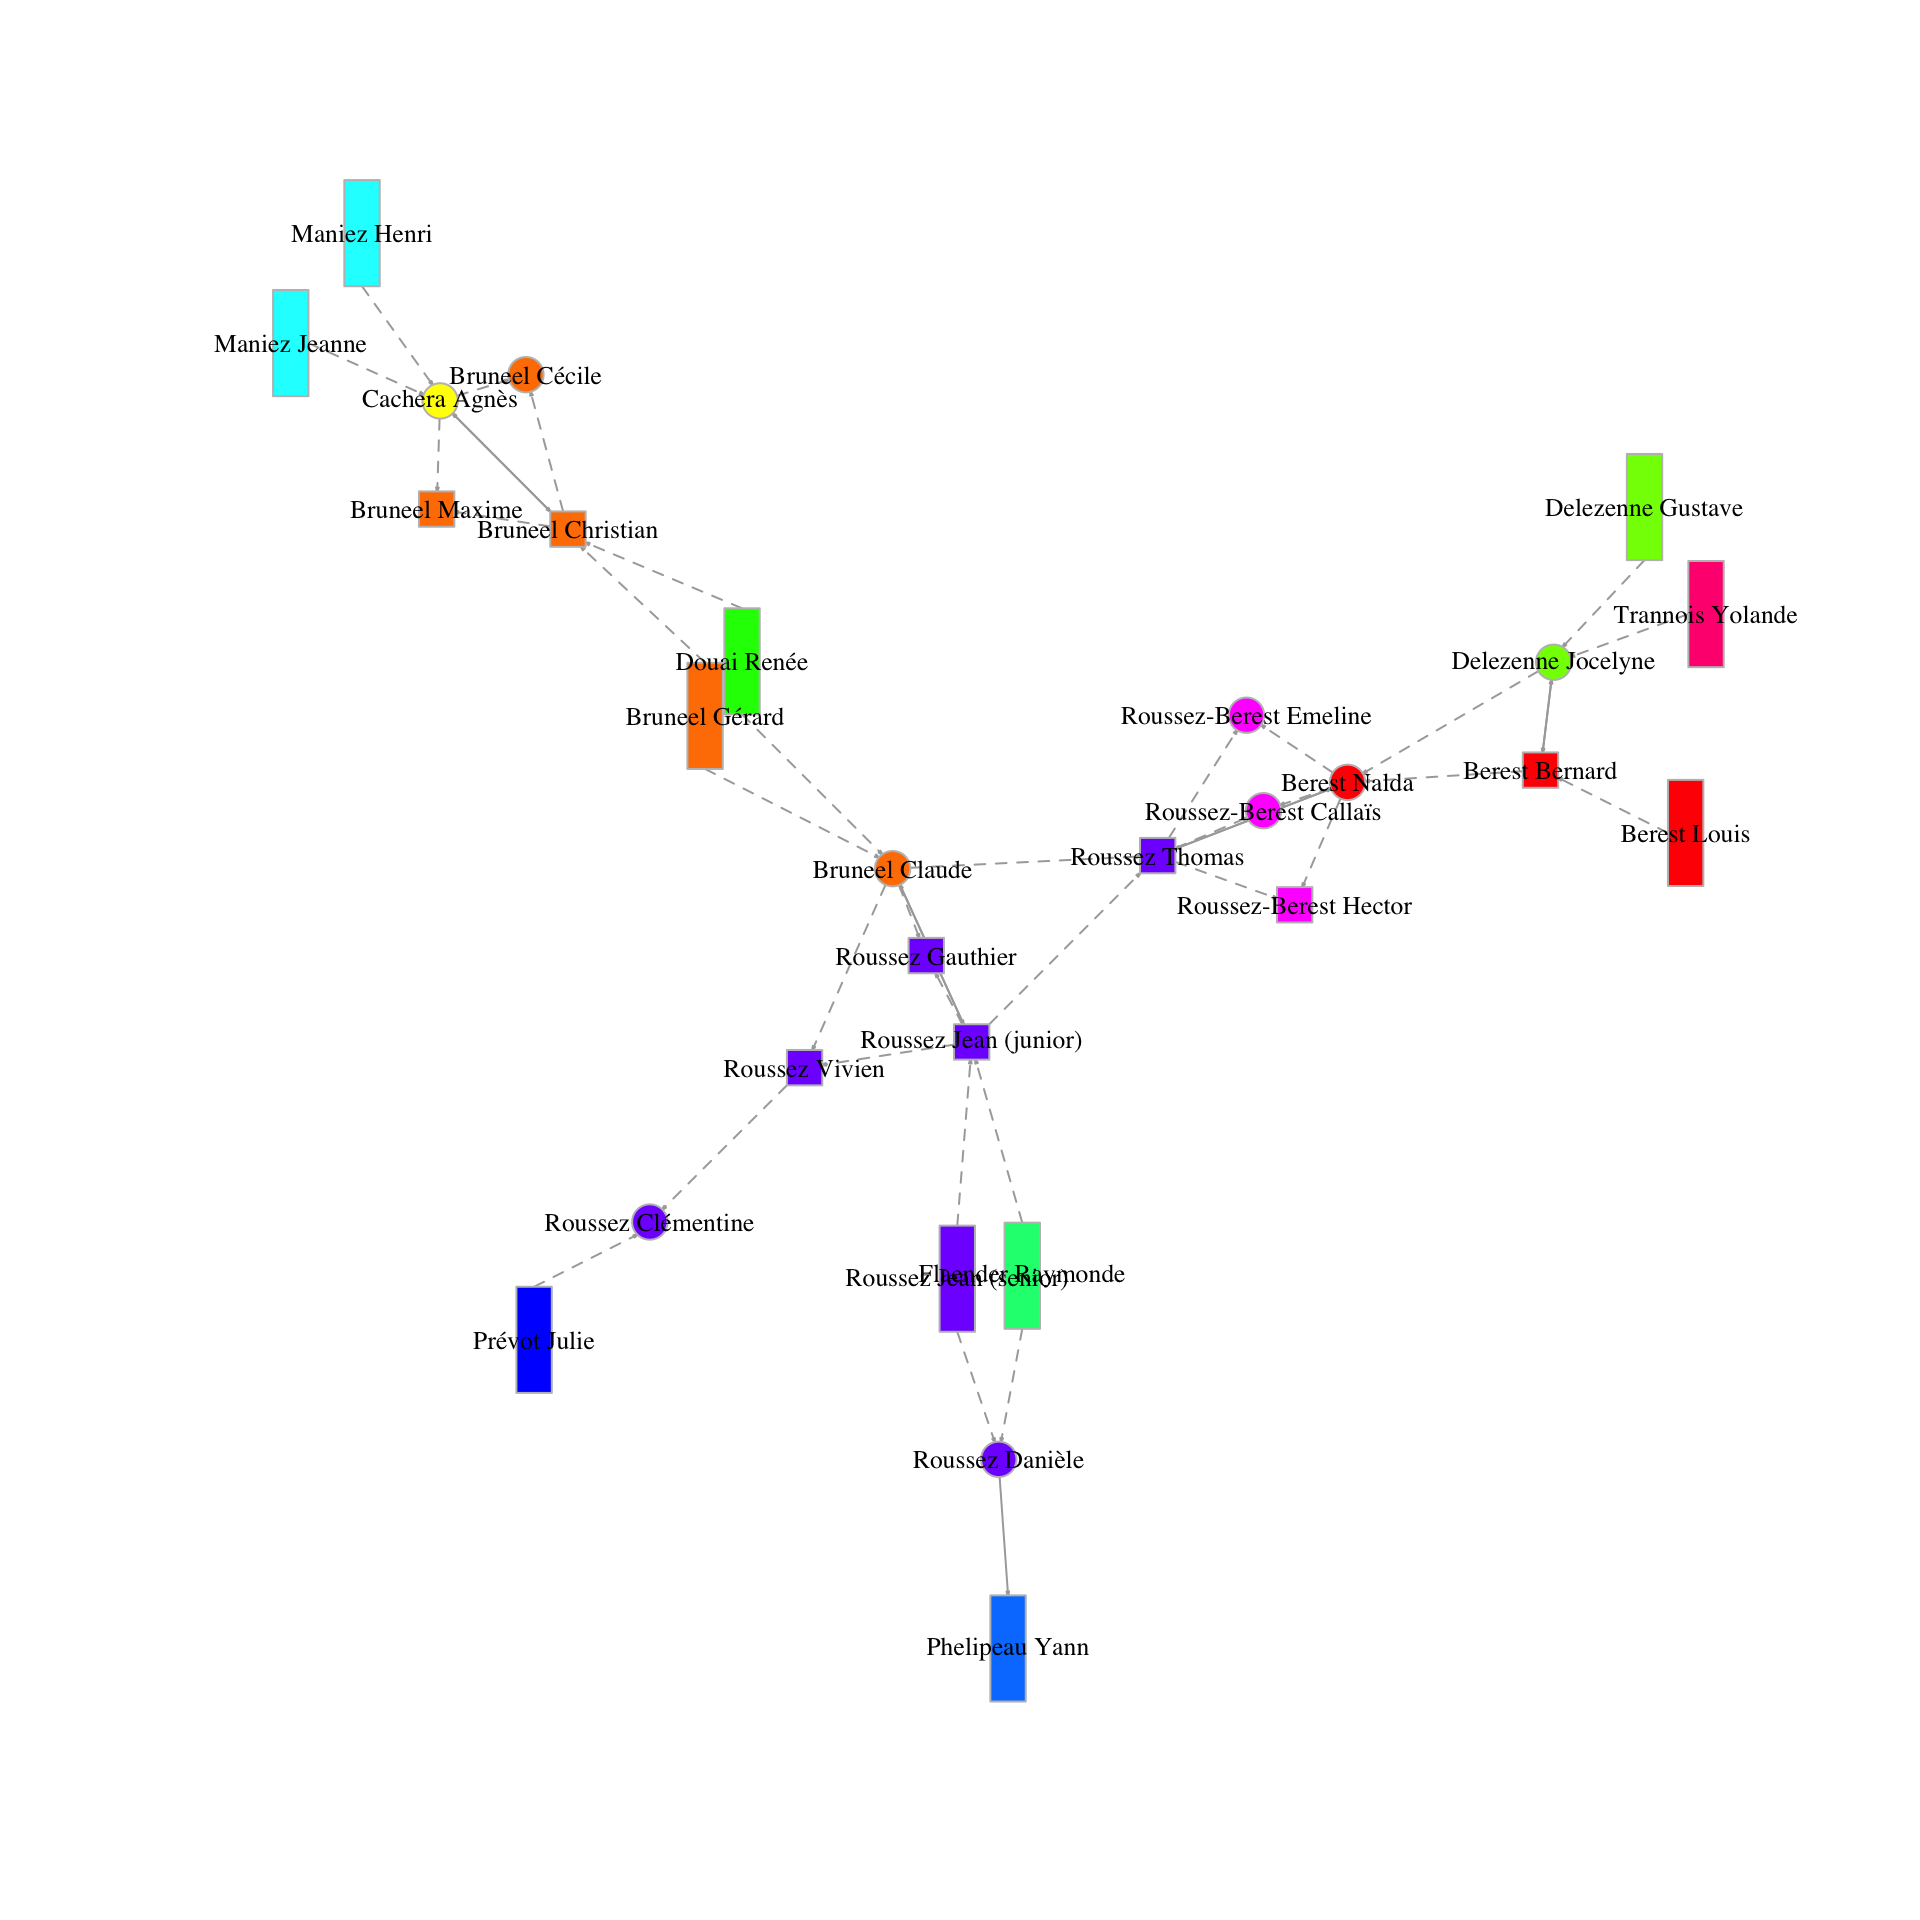 Maniez Henri
Maniez Jeanne
Bruneel Cécile
Cachera Agnès
Bruneel Maxime
Bruneel Christian
Delezenne Gustave
Trannois Yolande
Douai Renée
Delezenne Jocelyne
Bruneel Gérard
Roussez-Berest Emeline
Berest Bernard
Berest Naïda
Roussez-Berest Callaïs
Berest Louis
Roussez Thomas
Bruneel Claude
Roussez-Berest Hector
Roussez Gauthier
Roussez Jean (junior)
Roussez Vivien
Roussez Clémentine
Flaender Raymonde
Roussez Jean (senior)
Prévot Julie
Roussez Danièle
Phelipeau Yann